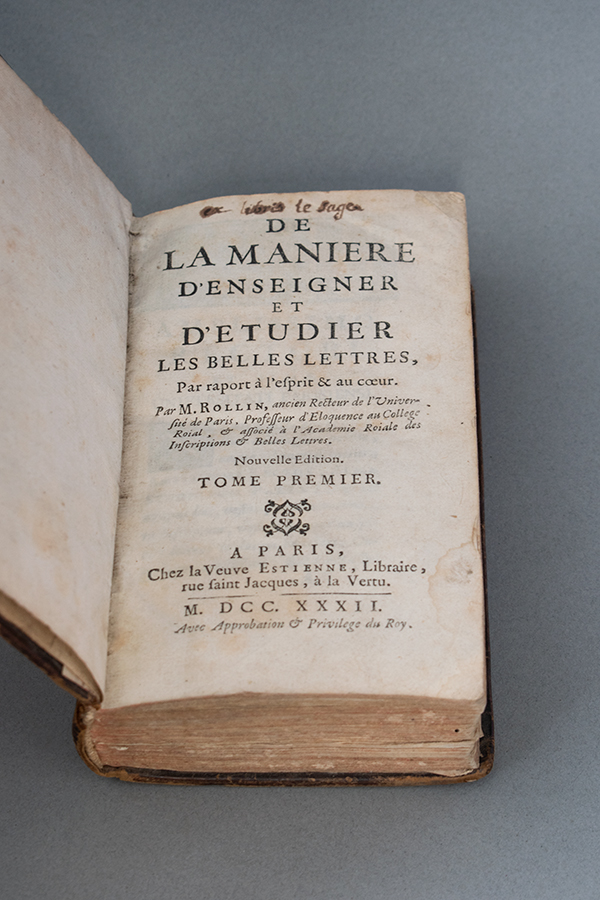 ex libris le sage
DE
LA MANIERE
D'ENSEIGNER
ET
D'ETUDIER
LES BELLES LETTRES,
Par raport à l'eſprit & au cœur.
Par M. ROLLIN, ancien Recteur de l'Univer-
ſité de Paris, Profeſſeur d'Eloquence au College
Roial, & aſſocié à l'Academie Roiale des
Inſcriptions & Belles Lettres.
Nouvelle Edition.
TOME PREMIER.
A PARIS,
Chez la Veuve ESTIENNE, Libraire,
rue ſaint Jacques, à la Vertu.
M. DCC. XXXII.
Avec Approbation & Privilege du Roy.